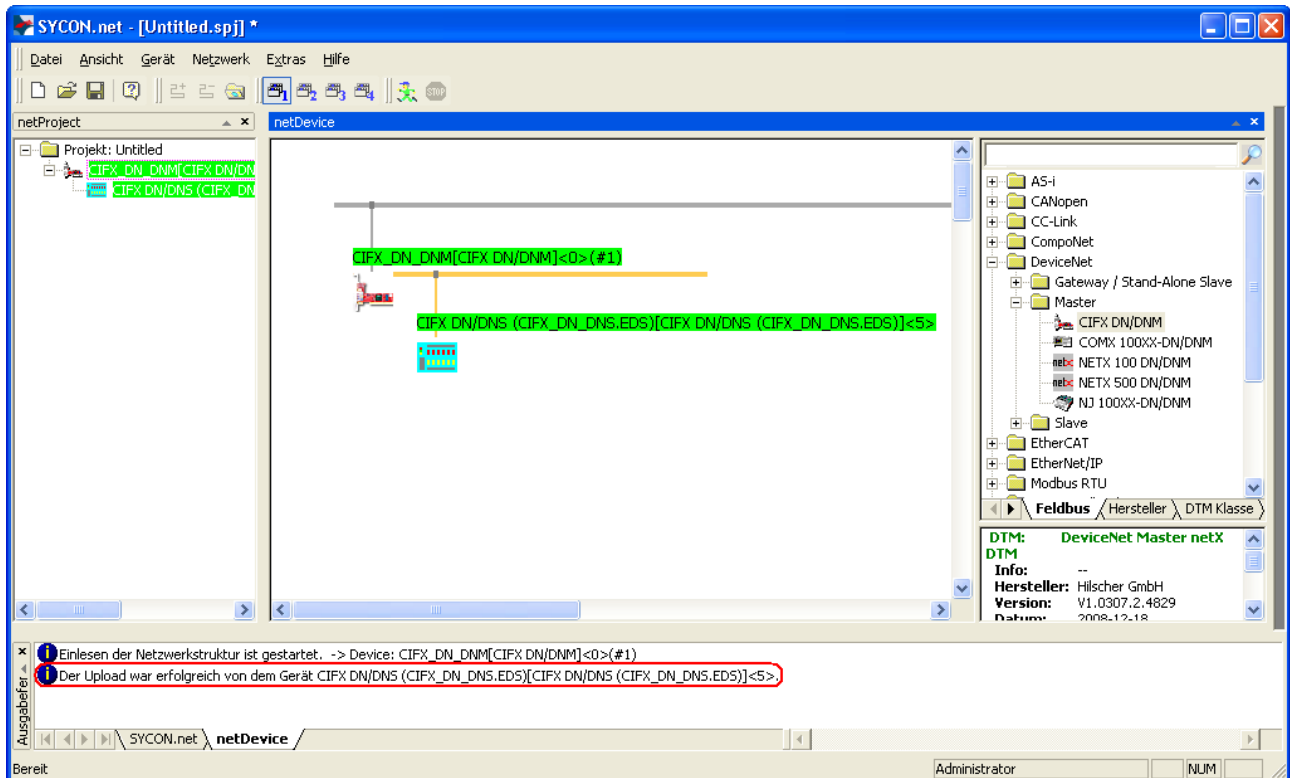 SYCON.net - [Untitled.spj] *
Datei Ansicht Gerät Netzwerk Extras Hilfe
1 2 3 4 STOP
netProject
Projekt: Untitled
CIFX_DN_DNM[CIFX DN/DN
CIFX DN/DNS (CIFX_DN
netDevice
CIFX_DN_DNM[CIFX DN/DNM]<0>(#1)
CIFX DN/DNS (CIFX_DN_DNS.EDS)[CIFX DN/DNS (CIFX_DN_DNS.EDS)]<5>
AS-i
CANopen
CC-Link
CompoNet
DeviceNet
Gateway / Stand-Alone Slave
Master
CIFX DN/DNM
COMX 100XX-DN/DNM
netX NETX 100 DN/DNM
netX NETX 500 DN/DNM
NJ 100XX-DN/DNM
Slave
EtherCAT
EtherNet/IP
Modbus RTU
Feldbus Hersteller DTM Klasse
DTM: DeviceNet Master netX
DTM
Info: --
Hersteller: Hilscher GmbH
Version: V1.0307.2.4829
Datum: 2008-12-18
Ausgabefer
Einlesen der Netzwerkstruktur ist gestartet. -> Device: CIFX_DN_DNM[CIFX DN/DNM]<0>(#1)
Der Upload war erfolgreich von dem Gerät CIFX DN/DNS (CIFX_DN_DNS.EDS)[CIFX DN/DNS (CIFX_DN_DNS.EDS)]<5>.
SYCON.net netDevice
Bereit Administrator NUM